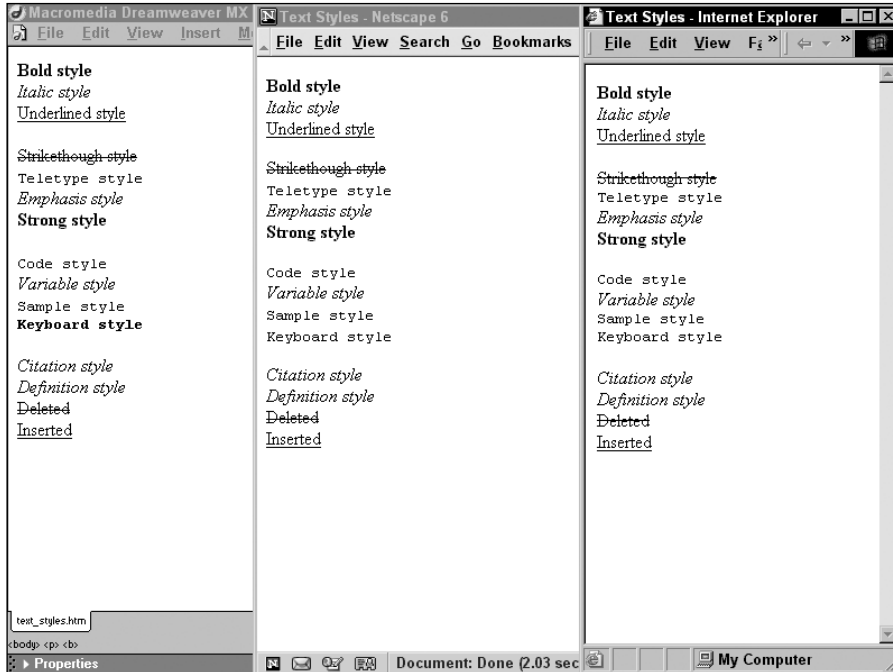 Macromedia Dreamweaver MX
File Edit View Insert
Bold style
Italic style
Underlined style
Strikethough style
Teletype style
Emphasis style
Strong style
Code style
Variable style
Sample style
Keyboard style
Citation style
Definition style
Deleted
Inserted
text_styles.htm
<body> <p> <b>
Properties
Text Styles - Netscape 6
File Edit View Search Go Bookmarks
Bold style
Italic style
Underlined style
Strikethough style
Teletype style
Emphasis style
Strong style
Code style
Variable style
Sample style
Keyboard style
Citation style
Definition style
Deleted
Inserted
Document: Done (2.03 sec
Text Styles - Internet Explorer
File Edit View
Bold style
Italic style
Underlined style
Strikethough style
Teletype style
Emphasis style
Strong style
Code style
Variable style
Sample style
Keyboard style
Citation style
Definition style
Deleted
Inserted
My Computer